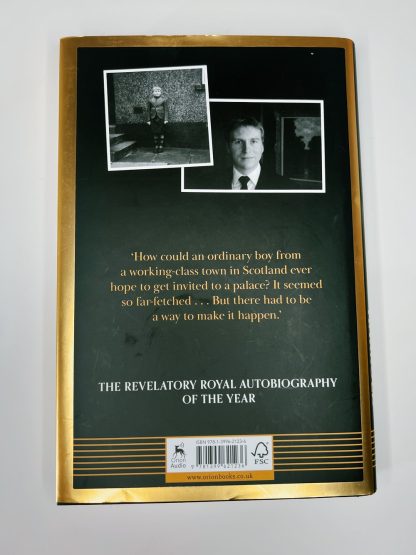 ‘How could an ordinary boy from
a working-class town in Scotland ever
hope to get invited to a palace? It seemed
so far-fetched . . . But there had to be
a way to make it happen.’
THE REVELATORY ROYAL AUTOBIOGRAPHY
OF THE YEAR
Orion
Audio
FSC
www.orionbooks.co.uk